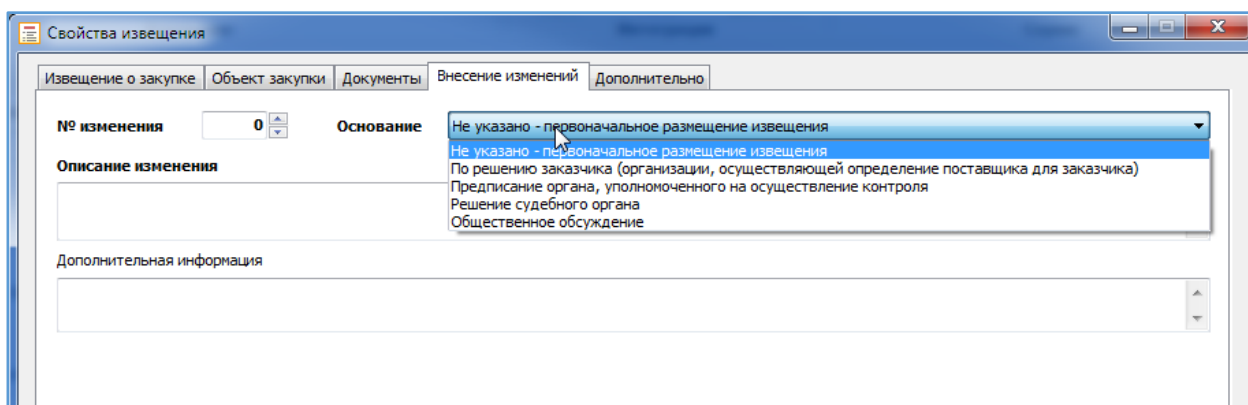 Свойства извещения
Извещение о закупке Объект закупки Документы Внесение изменений Дополнительно
№ изменения 0 Основание Не указано - первоначальное размещение извещения
Не указано - первоначальное размещение извещения
Описание изменения По решению заказчика (организации, осуществляющей определение поставщика для заказчика)
Предписание органа, уполномоченного на осуществление контроля
Решение судебного органа
Общественное обсуждение
Дополнительная информация